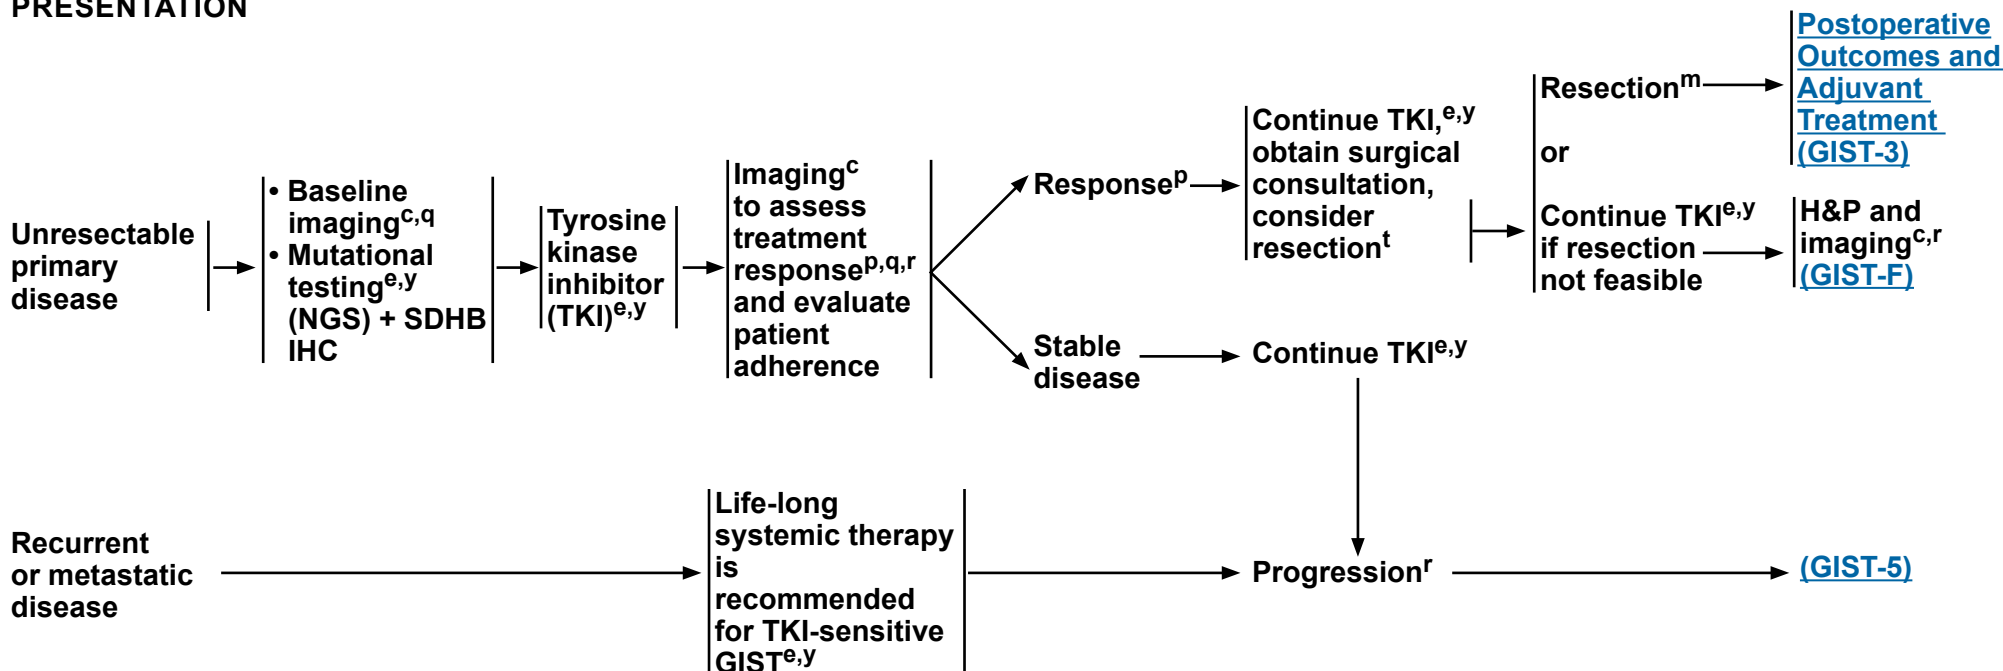 PRESENTATION
Unresectable
primary
disease
• Baseline
imagingc,q
• Mutational
testinge,y
(NGS) + SDHB
IHC
Tyrosine
kinase
inhibitor
(TKI)e,y
Imagingc
to assess
treatment
responsep,q,r
and evaluate
patient
adherence
Responsep
Continue TKI,e,y
obtain surgical
consultation,
consider
resectiont
Resectionm
or
Continue TKIe,y
if resection
not feasible
Postoperative
Outcomes and
Adjuvant
Treatment
(GIST-3)
H&P and
imagingc,r
(GIST-F)
Stable
disease
Continue TKIe,y
Recurrent
or metastatic
disease
Life-long
systemic therapy
is
recommended
for TKI-sensitive
GISTe,y
Progressionr
(GIST-5)